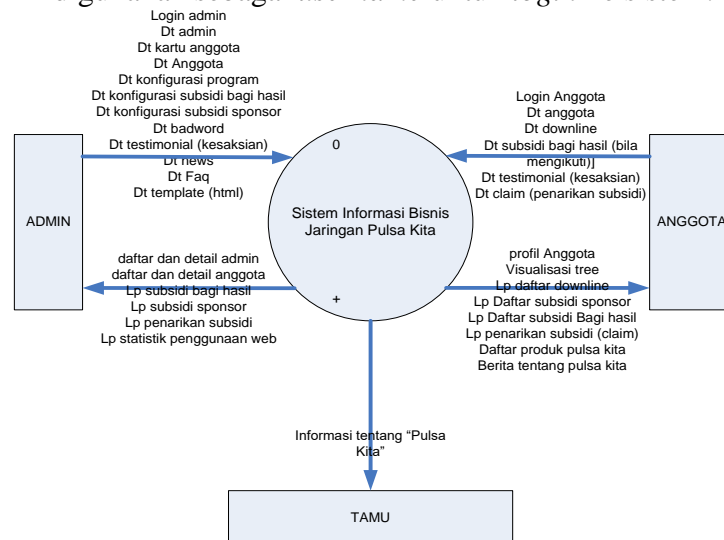 Login admin
Dt admin
Dt kartu anggota
Dt Anggota
Dt konfigurasi program
Dt konfigurasi subsidi bagi hasil
Dt konfigurasi subsidi sponsor
Dt badword
Dt testimonial (kesaksian)
Dt news
Dt Faq
Dt template (html)
Login Anggota
Dt anggota
Dt downline
Dt subsidi bagi hasil (bila
mengikuti)]
Dt testimonial (kesaksian)
Dt claim (penarikan subsidi)
ADMIN
0
Sistem Informasi Bisnis
Jaringan Pulsa Kita
+
ANGGOTA
daftar dan detail admin
daftar dan detail anggota
Lp subsidi bagi hasil
Lp subsidi sponsor
Lp penarikan subsidi
Lp statistik penggunaan web
profil Anggota
Visualisasi tree
Lp daftar downline
Lp Daftar subsidi sponsor
Lp Daftar subsidi Bagi hasil
Lp penarikan subsidi (claim)
Daftar produk pulsa kita
Berita tentang pulsa kita
Informasi tentang “Pulsa
Kita”
TAMU